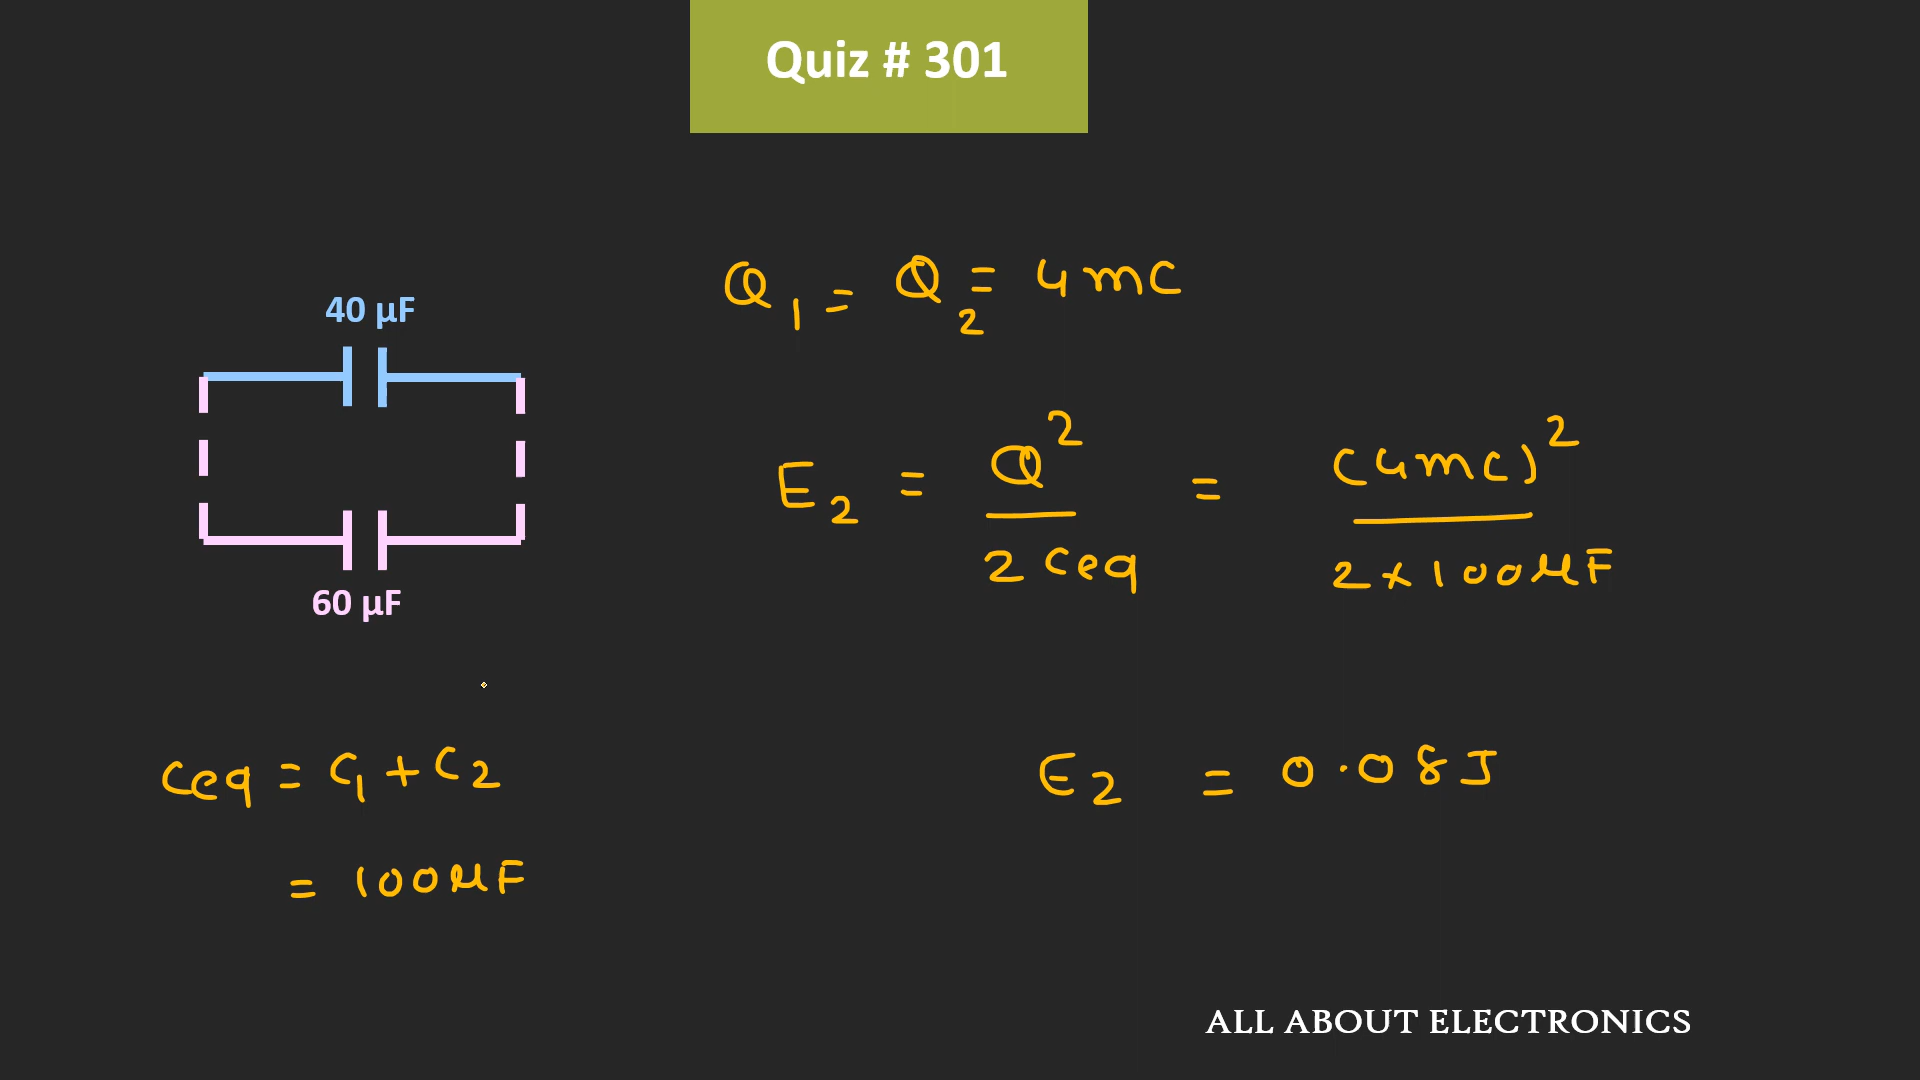 Quiz # 301
Q1 = Q2 = 4mC
40 µF
E2 = Q² / 2Ceq = (4mC)² / 2×100µF
60 µF
Ceq = C1 + C2
E2 = 0.08J
= 100µF
ALL ABOUT ELECTRONICS